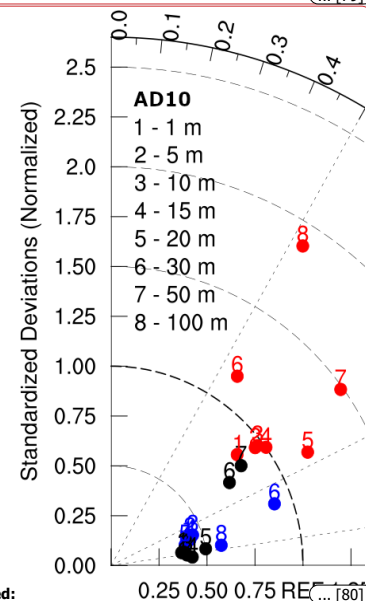 ... [79]
0.0 0.1 0.2 0.3 0.4
Standardized Deviations (Normalized)
2.5
2.25
2.0
1.75
1.50
1.25
1.00
0.75
0.50
0.25
0.00
AD10
1 - 1 m
2 - 5 m
3 - 10 m
4 - 15 m
5 - 20 m
6 - 30 m
7 - 50 m
8 - 100 m
8
6
7
1
4
5
7
6
6
5
8
0.25 0.50 0.75 REF
ed:
... [80]